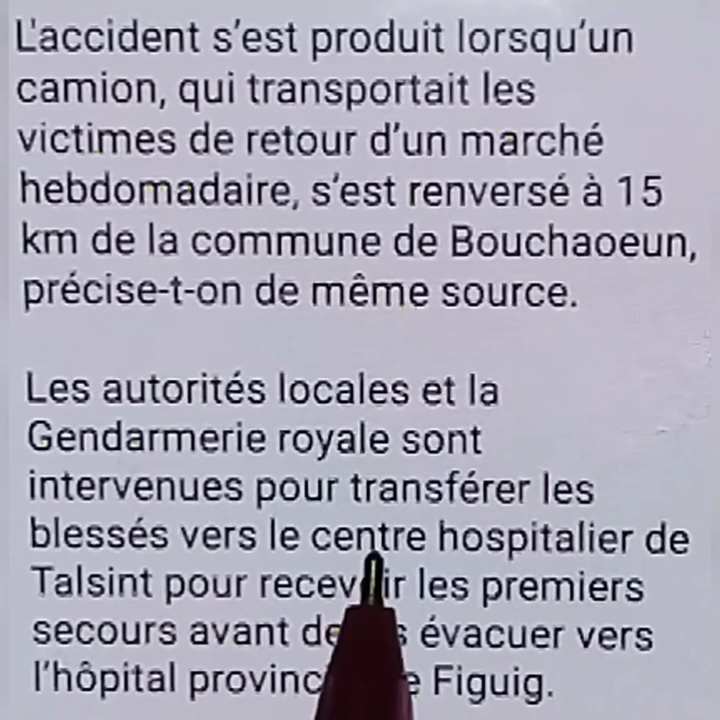 L'accident s'est produit lorsqu'un
camion, qui transportait les
victimes de retour d'un marché
hebdomadaire, s'est renversé à 15
km de la commune de Bouchaoeun,
précise-t-on de même source.
Les autorités locales et la
Gendarmerie royale sont
intervenues pour transférer les
blessés vers le centre hospitalier de
Talsint pour recevoir les premiers
secours avant de évacuer vers
l'hôpital Figuig.